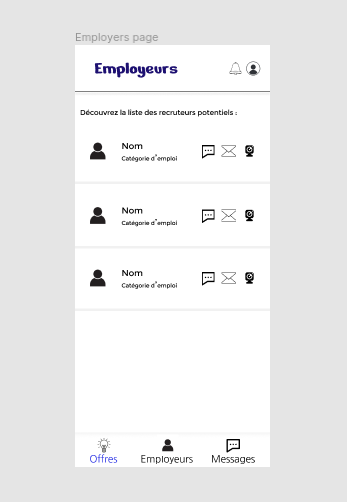 Employers page
Employeurs
Découvrez la liste des recruteurs potentiels :
Nom
Catégorie d'emploi
Nom
Catégorie d'emploi
Nom
Catégorie d'emploi
Offres
Employeurs
Messages